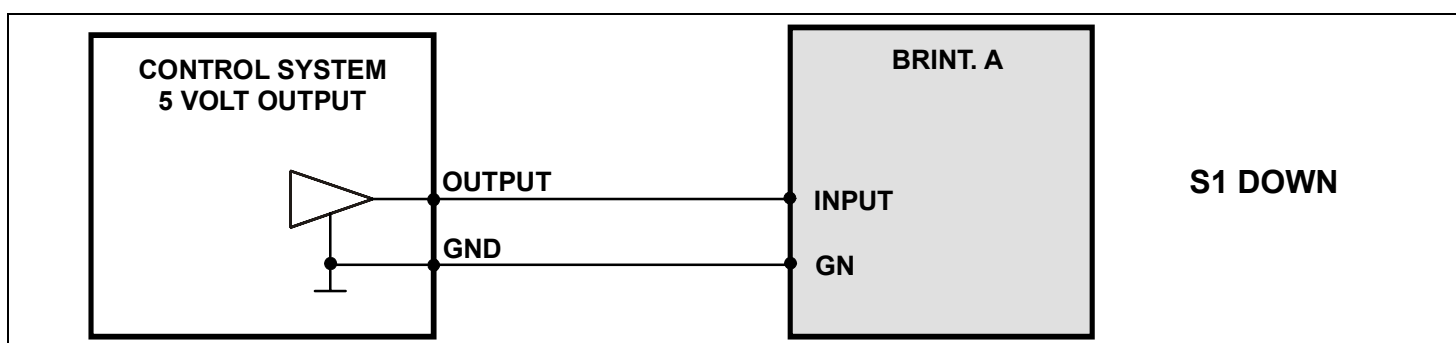 CONTROL SYSTEM
5 VOLT OUTPUT
OUTPUT
GND
BRINT. A
INPUT
GN
S1 DOWN